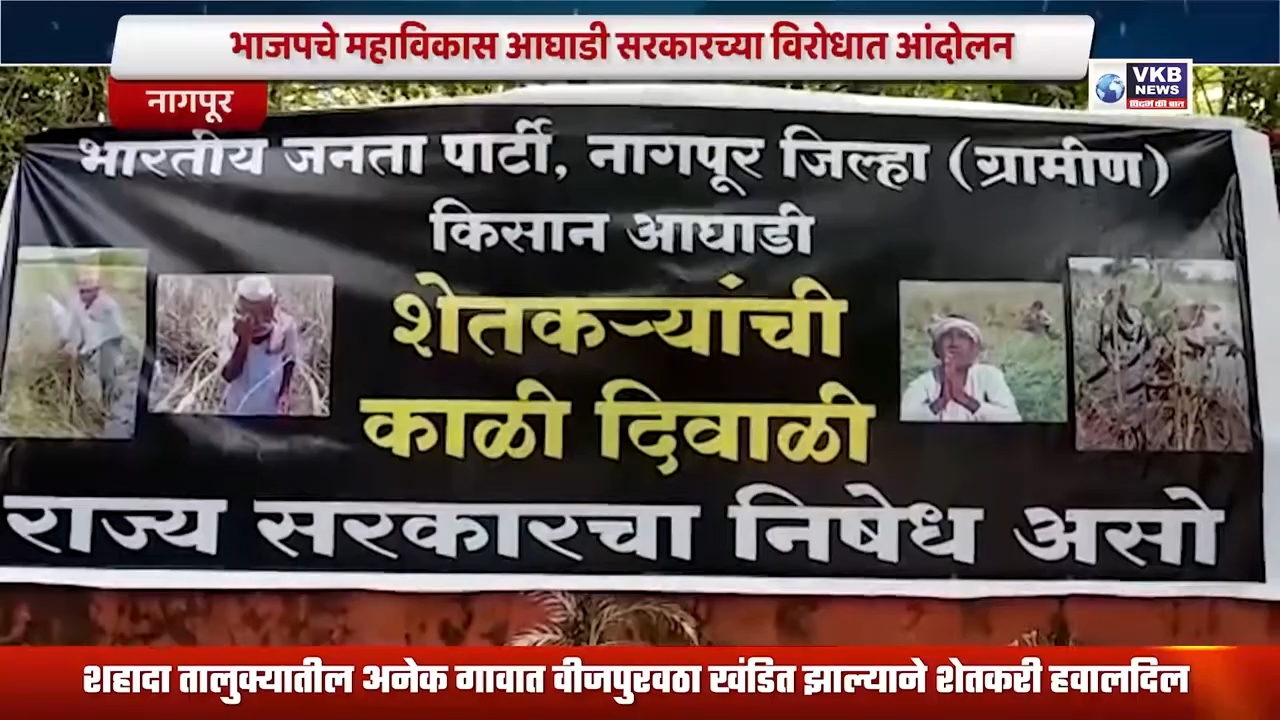 भाजपचे महाविकास आघाडी सरकारच्या विरोधात आंदोलन
नागपूर
VKB
NEWS
विदर्भ की बात
भारतीय जनता पार्टी, नागपूर जिल्हा (ग्रामीण)
किसान आघाडी
शेतकऱ्यांची
काळी दिवाळी
राज्य सरकारचा निषेध असो
शहादा तालुक्यातील अनेक गावात वीजपुरवठा खंडित झाल्याने शेतकरी हवालदिल